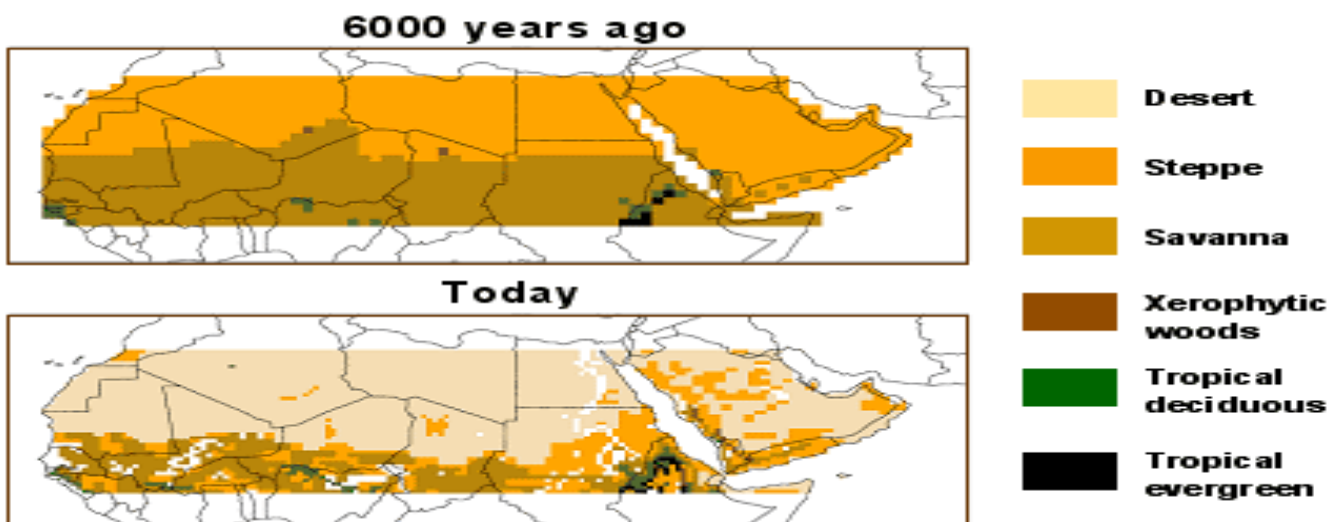 6000 years ago
Desert
Steppe
Savanna
Xerophytic
woods
Tropical
deciduous
Tropical
evergreen
Today